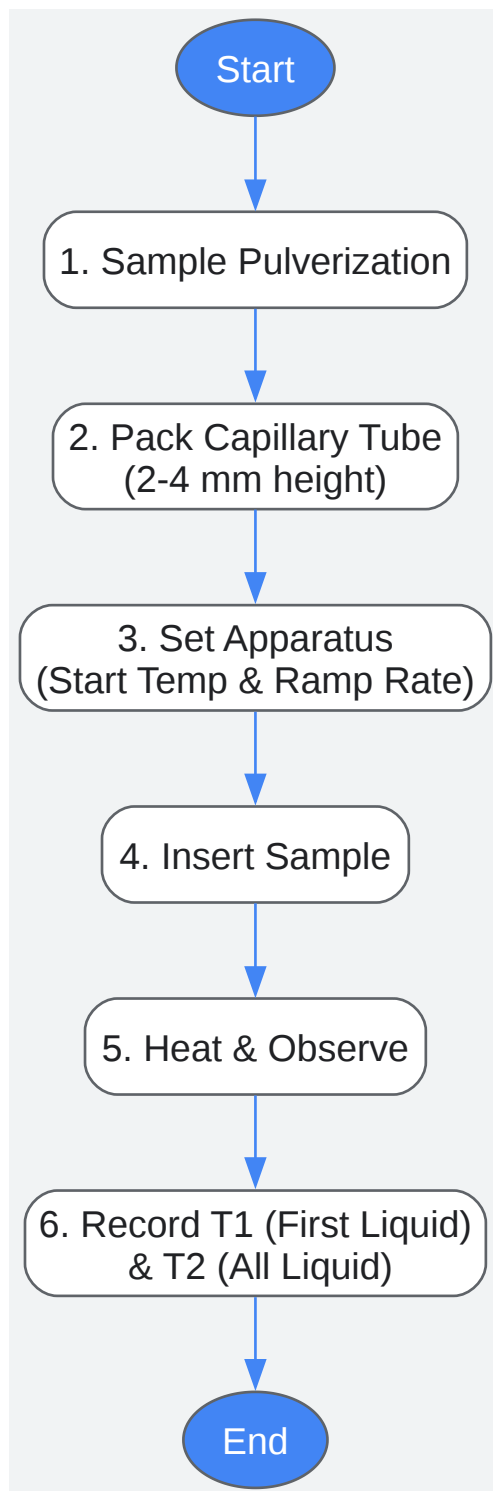 Start
1. Sample Pulverization
2. Pack Capillary Tube
(2-4 mm height)
3. Set Apparatus
(Start Temp & Ramp Rate)
4. Insert Sample
5. Heat & Observe
6. Record T1 (First Liquid)
& T2 (All Liquid)
End